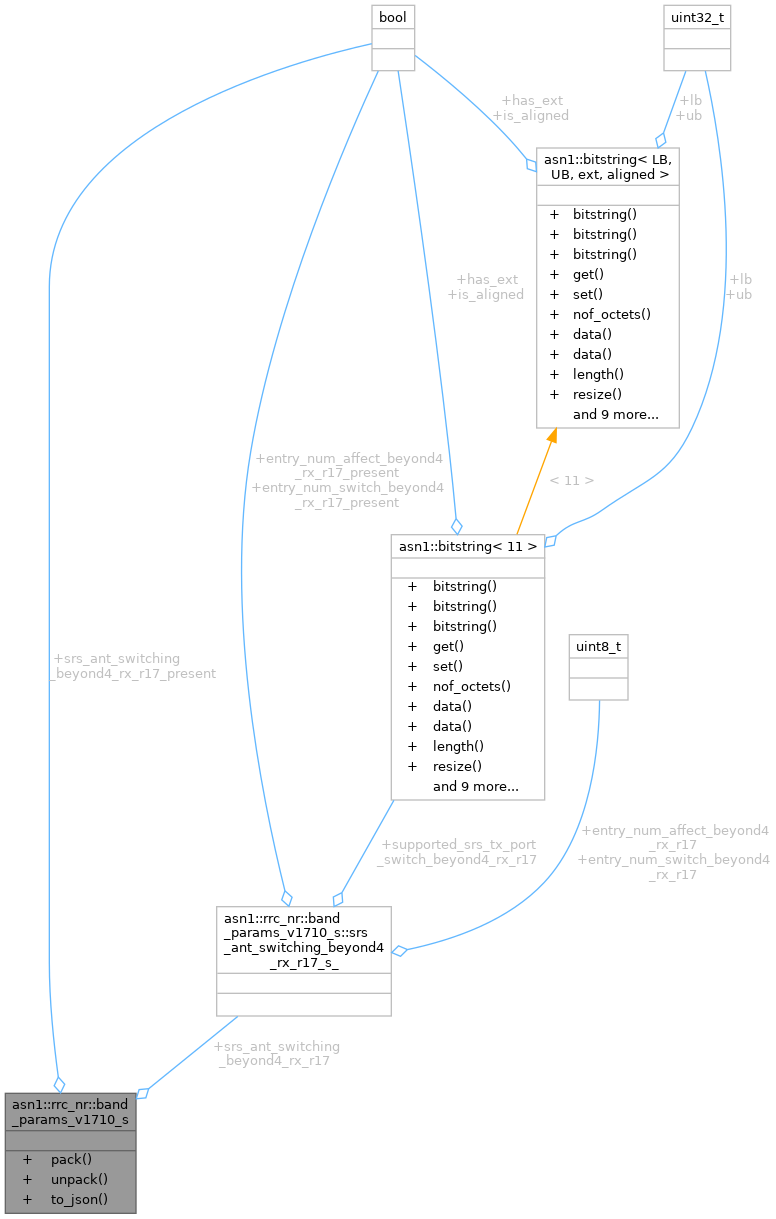 bool
uint32_t
+has_ext
+is_aligned
+lb
+ub
asn1::bitstring< LB,
UB, ext, aligned >
+ bitstring()
+ bitstring()
+ bitstring()
+ get()
+ set()
+ nof_octets()
+ data()
+ data()
+ length()
+ resize()
and 9 more...
+has_ext
+is_aligned
+lb
+ub
+entry_num_affect_beyond4
_rx_r17_present
+entry_num_switch_beyond4
_rx_r17_present
< 11 >
asn1::bitstring< 11 >
+ bitstring()
+ bitstring()
+ bitstring()
+ get()
+ set()
+ nof_octets()
+ data()
+ data()
+ length()
+ resize()
and 9 more...
uint8_t
+srs_ant_switching
_beyond4_rx_r17_present
+supported_srs_tx_port
_switch_beyond4_rx_r17
+entry_num_affect_beyond4
_rx_r17
+entry_num_switch_beyond4
_rx_r17
asn1::rrc_nr::band
_params_v1710_s::srs
_ant_switching_beyond4
_rx_r17_s_
+srs_ant_switching
_beyond4_rx_r17
asn1::rrc_nr::band
_params_v1710_s
+ pack()
+ unpack()
+ to_json()